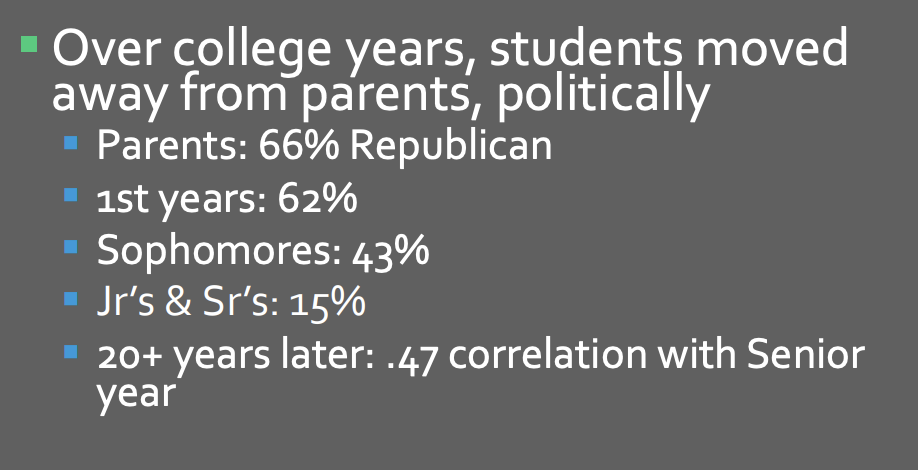 Over college years, students moved
away from parents, politically
Parents: 66% Republican
1st years: 62%
Sophomores: 43%
Jr’s & Sr’s: 15%
20+ years later: .47 correlation with Senior
year